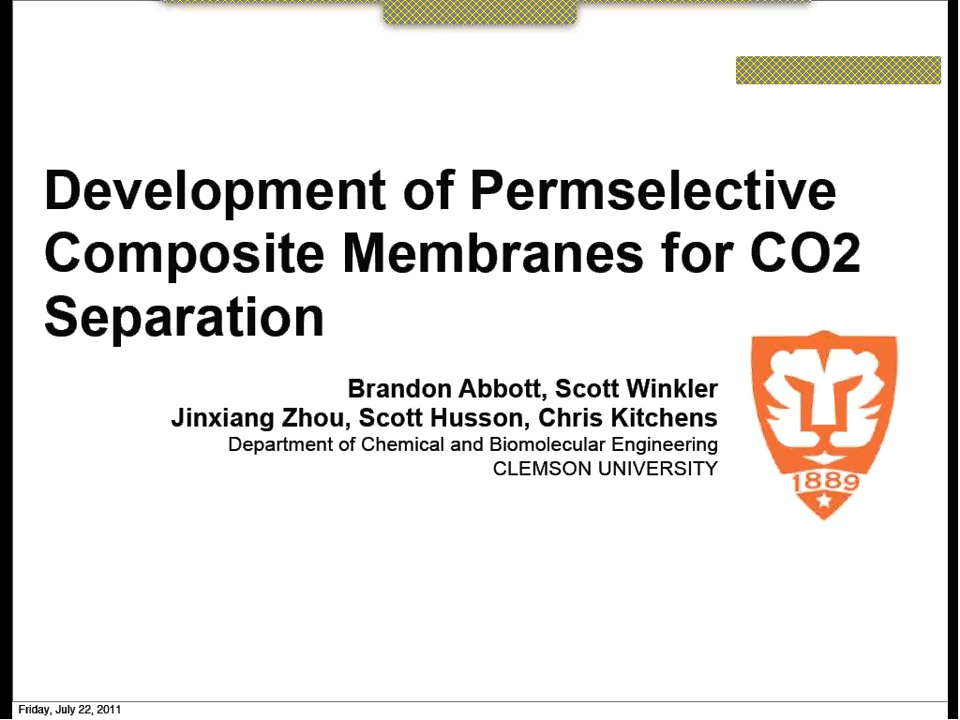 Development of Permselective
Composite Membranes for CO2
Separation
Brandon Abbott, Scott Winkler
Jinxiang Zhou, Scott Husson, Chris Kitchens
Department of Chemical and Biomolecular Engineering
CLEMSON UNIVERSITY
1889
Friday, July 22, 2011